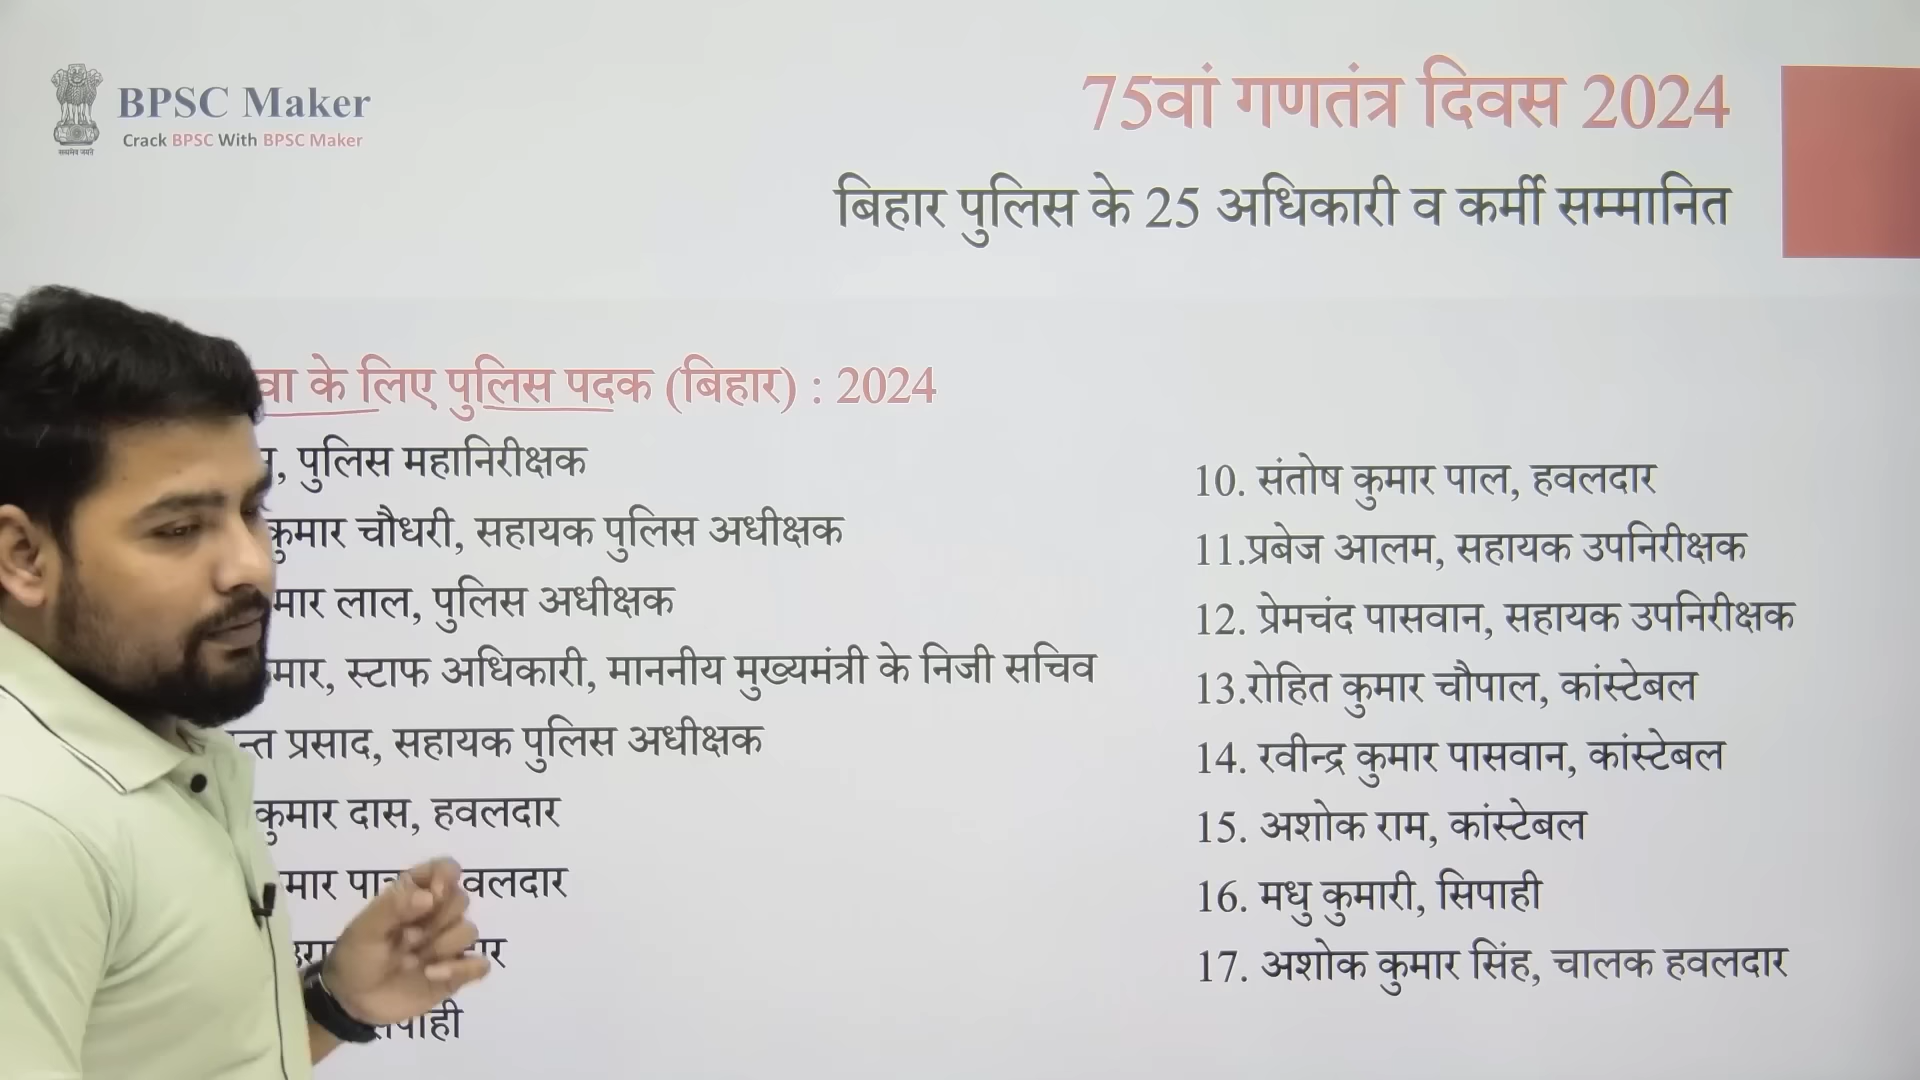 BPSC Maker
Crack BPSC With BPSC Maker
सत्यमेव जयते
75वां गणतंत्र दिवस 2024
बिहार पुलिस के 25 अधिकारी व कर्मी सम्मानित
के लिए पुलिस पदक (बिहार) : 2024
पुलिस महानिरीक्षक
कुमार चौधरी, सहायक पुलिस अधीक्षक
लाल, पुलिस अधीक्षक
स्टाफ अधिकारी, माननीय मुख्यमंत्री के निजी सचिव
प्रसाद, सहायक पुलिस अधीक्षक
कुमार दास, हवलदार
10. संतोष कुमार पाल, हवलदार
11.प्रबेज आलम, सहायक उपनिरीक्षक
12. प्रेमचंद पासवान, सहायक उपनिरीक्षक
13.रोहित कुमार चौपाल, कांस्टेबल
14. रवीन्द्र कुमार पासवान, कांस्टेबल
15. अशोक राम, कांस्टेबल
16. मधु कुमारी, सिपाही
17. अशोक कुमार सिंह, चालक हवलदार